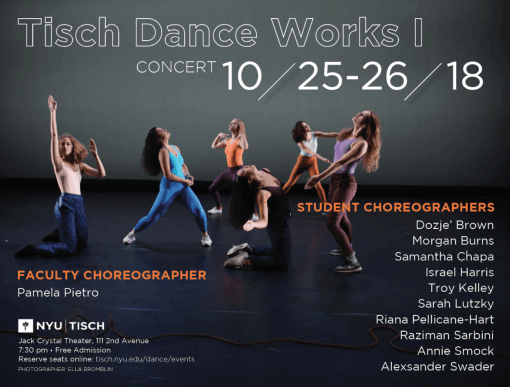 Tisch Dance Works I
CONCERT 10/25-26/18
STUDENT CHOREOGRAPHERS
Dozje' Brown
Morgan Burns
Samantha Chapa
Israel Harris
Troy Kelley
Sarah Lutzky
Riana Pellicane-Hart
Raziman Sarbini
Annie Smock
Alexsander Swader
FACULTY CHOREOGRAPHER
Pamela Pietro
NYU | TISCH
Jack Crystal Theater, 111 2nd Avenue
7:30 pm • Free Admission
Reserve seats online: tisch.nyu.edu/dance/events
PHOTOGRAPHER: ELLA BROMBLIN